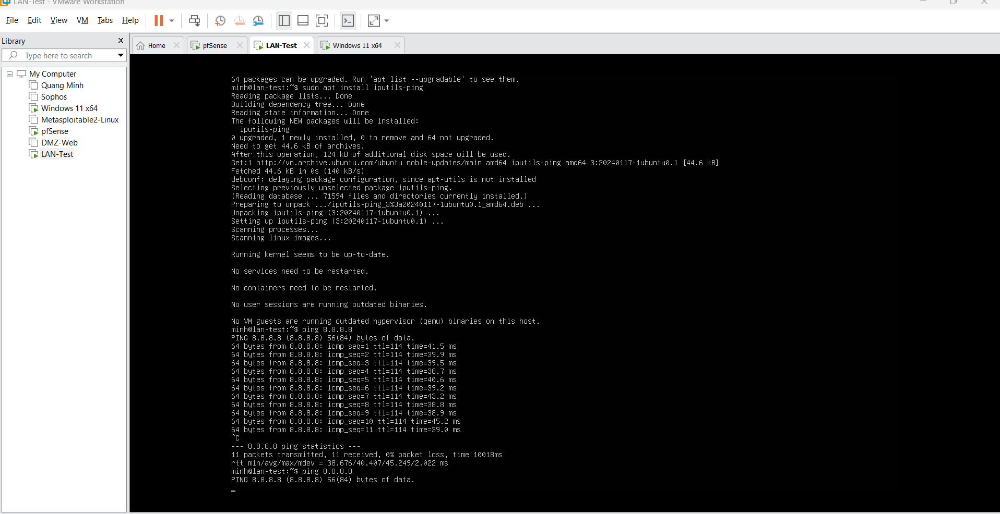 LAN-Test - VMware Workstation
File Edit View VM Tabs Help
Library
Type here to search
My Computer
Quang Minh
Sophos
Windows 11 x64
Metasploitable2-Linux
pfSense
DMZ-Web
LAN-Test
Home
pfSense
LAN-Test
Windows 11 x64
64 packages can be upgraded. Run 'apt list --upgradable' to see them.
minh@lan-test:~$ sudo apt install iputils-ping
Reading package lists... Done
Building dependency tree... Done
Reading state information... Done
The following NEW packages will be installed:
  iputils-ping
0 upgraded, 1 newly installed, 0 to remove and 64 not upgraded.
Need to get 44.6 kB of archives.
After this operation, 124 kB of additional disk space will be used.
Get:1 http://vn.archive.ubuntu.com/ubuntu noble-updates/main amd64 iputils-ping amd64 3:20240117-1ubuntu0.1 [44.6 kB]
Fetched 44.6 kB in 0s (140 kB/s)
debconf: delaying package configuration, since apt-utils is not installed
Selecting previously unselected package iputils-ping.
(Reading database ... 71594 files and directories currently installed.)
Preparing to unpack .../iputils-ping_3%3a20240117-1ubuntu0.1_amd64.deb ...
Unpacking iputils-ping (3:20240117-1ubuntu0.1) ...
Setting up iputils-ping (3:20240117-1ubuntu0.1) ...
Scanning processes...
Scanning linux images...
Running kernel seems to be up-to-date.
No services need to be restarted.
No containers need to be restarted.
No user sessions are running outdated binaries.
No VM guests are running outdated hypervisor (qemu) binaries on this host.
minh@lan-test:~$ ping 8.8.8.8
PING 8.8.8.8 (8.8.8.8) 56(84) bytes of data.
64 bytes from 8.8.8.8: icmp_seq=1 ttl=114 time=41.5 ms
64 bytes from 8.8.8.8: icmp_seq=2 ttl=114 time=39.9 ms
64 bytes from 8.8.8.8: icmp_seq=3 ttl=114 time=39.5 ms
64 bytes from 8.8.8.8: icmp_seq=4 ttl=114 time=38.7 ms
64 bytes from 8.8.8.8: icmp_seq=5 ttl=114 time=40.6 ms
64 bytes from 8.8.8.8: icmp_seq=6 ttl=114 time=39.2 ms
64 bytes from 8.8.8.8: icmp_seq=7 ttl=114 time=43.2 ms
64 bytes from 8.8.8.8: icmp_seq=8 ttl=114 time=38.8 ms
64 bytes from 8.8.8.8: icmp_seq=9 ttl=114 time=38.9 ms
64 bytes from 8.8.8.8: icmp_seq=10 ttl=114 time=45.2 ms
64 bytes from 8.8.8.8: icmp_seq=11 ttl=114 time=39.0 ms
^C
--- 8.8.8.8 ping statistics ---
11 packets transmitted, 11 received, 0% packet loss, time 10018ms
rtt min/avg/max/mdev = 38.676/40.407/45.249/2.022 ms
minh@lan-test:~$ ping 8.8.8.8
PING 8.8.8.8 (8.8.8.8) 56(84) bytes of data.